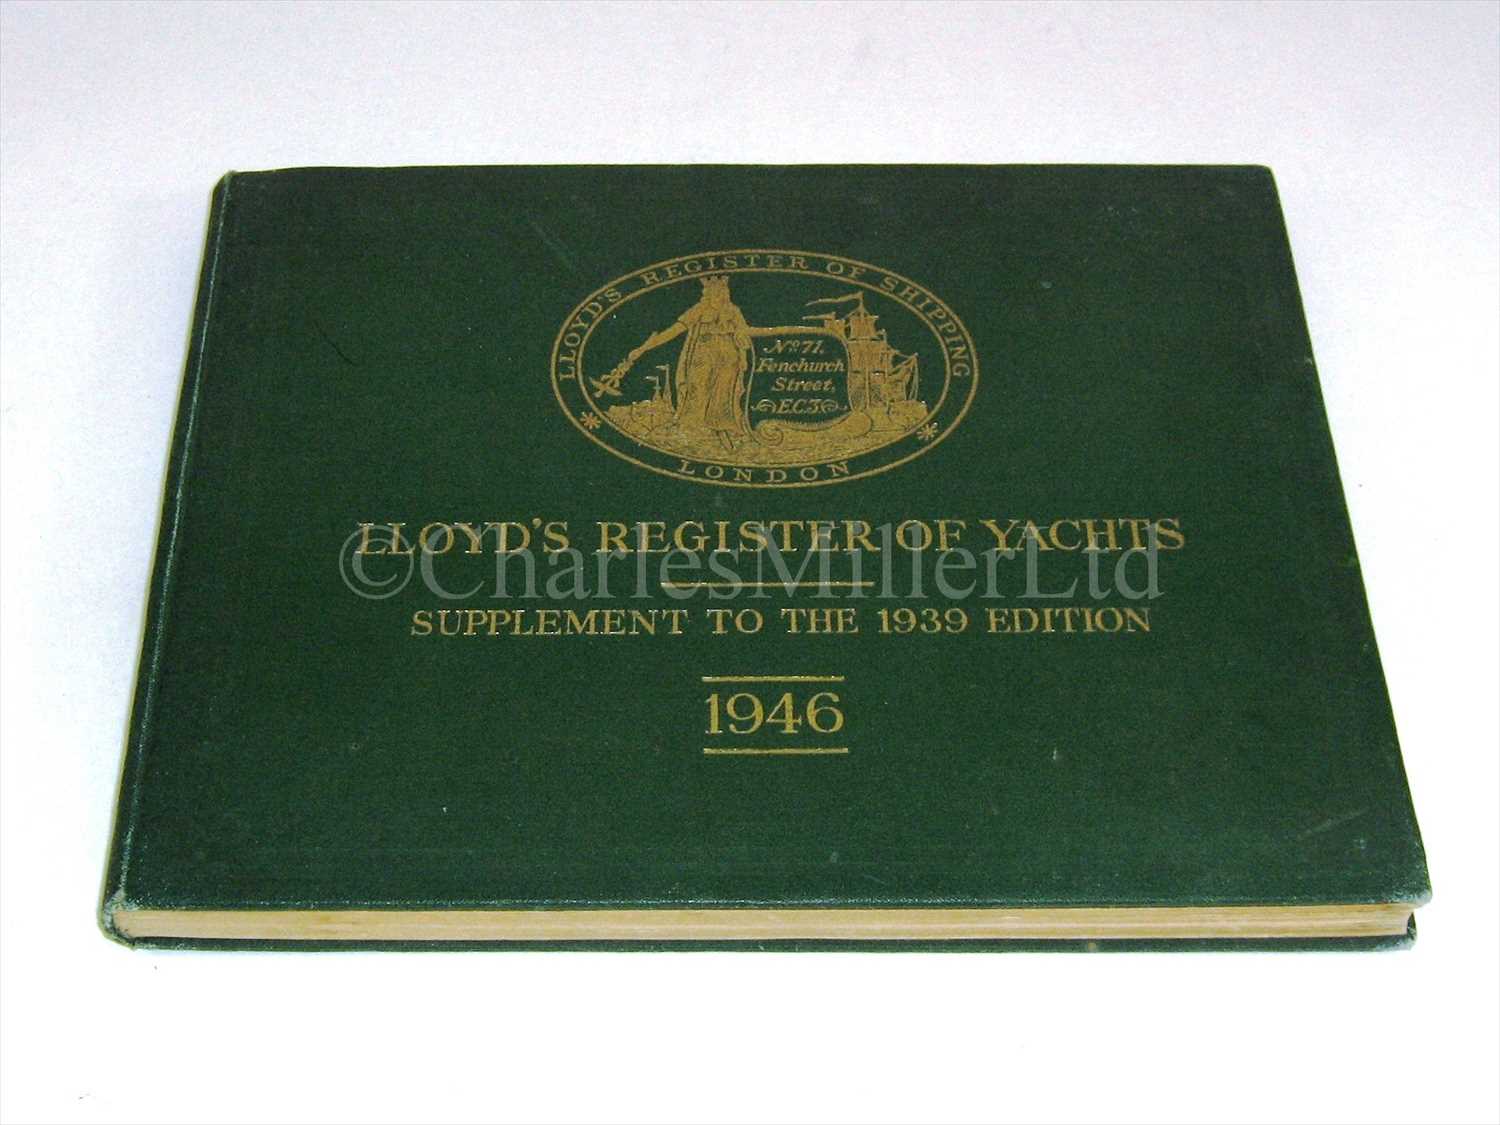 LLOYD'S REGISTER OF SHIPPING
Nº 71,
Fenchurch
Street,
E.C.3
LONDON
LLOYD'S REGISTER OF YACHTS
©CharlesMillerLtd
SUPPLEMENT TO THE 1939 EDITION
1946